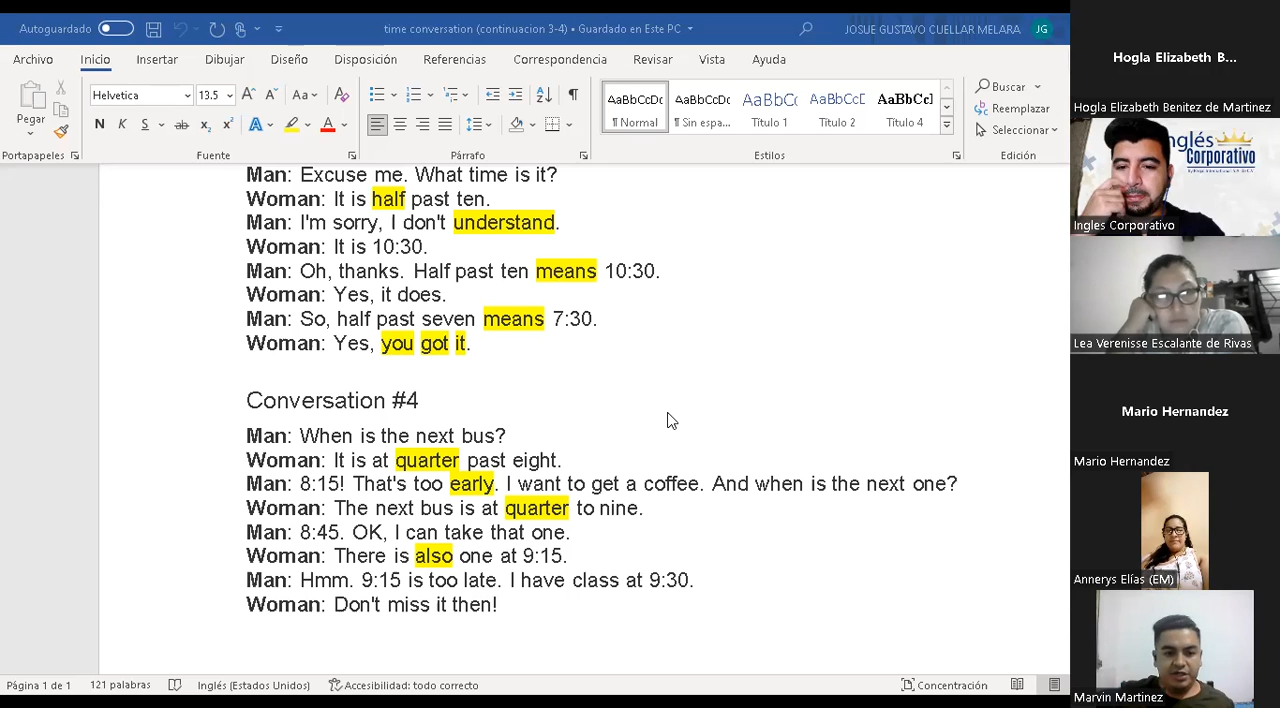 Autoguardado
time conversation (continuacion 3-4) • Guardado en Este PC
JOSUE GUSTAVO CUELLAR MELARA
JG
Archivo
Inicio
Insertar
Dibujar
Diseño
Disposición
Referencias
Correspondencia
Revisar
Vista
Ayuda
Pegar
Helvetica
13.5
Aa
N K S ab x₂ x² A A
AaBbCcDc
¶ Normal
AaBbCcDc
¶ Sin espa...
AaBbC
Título 1
AaBbCcD
Título 2
AaBbCc
Título 4
Buscar
Reemplazar
Seleccionar
Portapapeles
Fuente
Párrafo
Estilos
Edición
Man: Excuse me. What time is it?
Woman: It is half past ten.
Man: I'm sorry, I don't understand.
Woman: It is 10:30.
Man: Oh, thanks. Half past ten means 10:30.
Woman: Yes, it does.
Man: So, half past seven means 7:30.
Woman: Yes, you got it.
Conversation #4
Man: When is the next bus?
Woman: It is at quarter past eight.
Man: 8:15! That's too early. I want to get a coffee. And when is the next one?
Woman: The next bus is at quarter to nine.
Man: 8:45. OK, I can take that one.
Woman: There is also one at 9:15.
Man: Hmm. 9:15 is too late. I have class at 9:30.
Woman: Don't miss it then!
Página 1 de 1
121 palabras
Inglés (Estados Unidos)
Accesibilidad: todo correcto
Concentración
Hogla Elizabeth B...
Hogla Elizabeth Benitez de Martinez
Inglés
Corporativo
Ingles Corporativo
Lea Verenisse Escalante de Rivas
Mario Hernandez
Mario Hernandez
Annerys Elías (EM)
Marvin Martinez